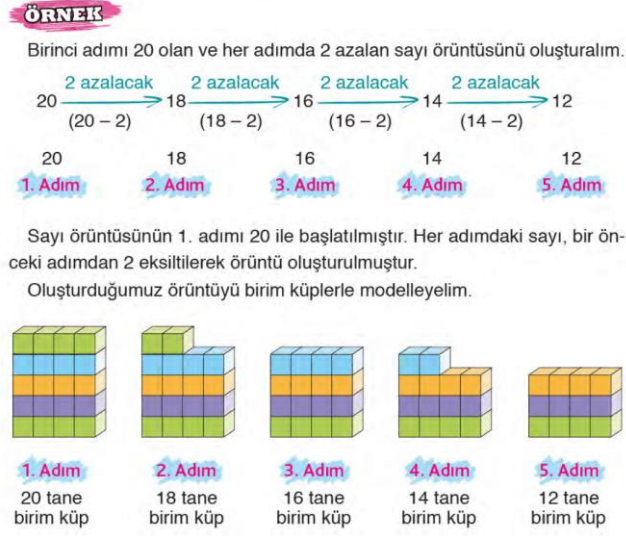 ÖRNEK
Birinci adımı 20 olan ve her adımda 2 azalan sayı örüntüsünü oluşturalım.
2 azalacak 2 azalacak 2 azalacak 2 azalacak
20 18 16 14 12
(20 – 2) (18 – 2) (16 – 2) (14 – 2)
20 18 16 14 12
1. Adım 2. Adım 3. Adım 4. Adım 5. Adım
Sayı örüntüsünün 1. adımı 20 ile başlatılmıştır. Her adımdaki sayı, bir ön-
ceki adımdan 2 eksiltilerek örüntü oluşturulmuştur.
Oluşturduğumuz örüntüyü birim küplerle modelleyelim.
1. Adım 2. Adım 3. Adım 4. Adım 5. Adım
20 tane 18 tane 16 tane 14 tane 12 tane
birim küp birim küp birim küp birim küp birim küp